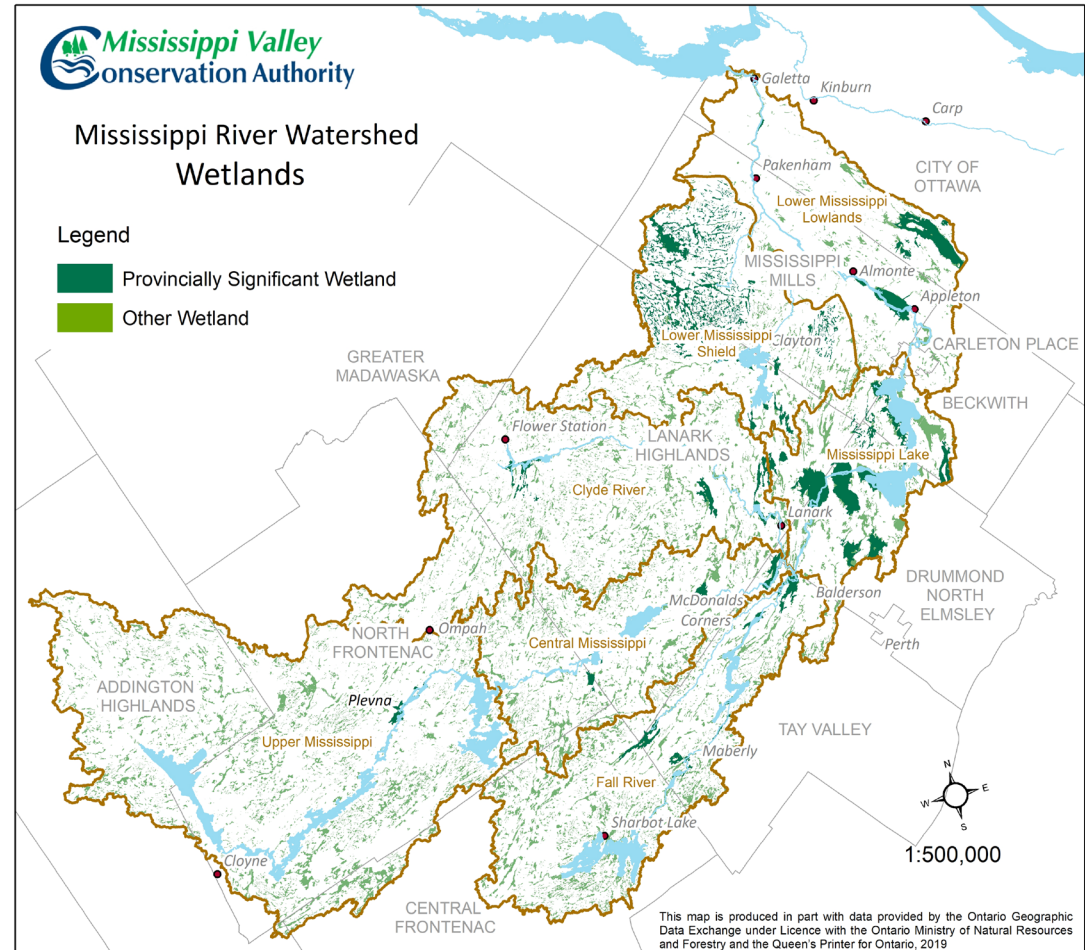 Mississippi Valley
Conservation Authority
Mississippi River Watershed
Wetlands
Legend
Provincially Significant Wetland
Other Wetland
Galetta
Kinburn
Carp
Pakenham
CITY OF
OTTAWA
Lower Mississippi
Lowlands
MISSISSIPPI
MILLS
Almonte
Appleton
Lower Mississippi
Shield
Clayton
CARLETON PLACE
GREATER
MADAWASKA
BECKWITH
Flower Station
LANARK
HIGHLANDS
Mississippi Lake
Clyde River
Lanark
DRUMMOND
NORTH
ELMSLEY
McDonalds
Corners
Balderson
Perth
Ompah
NORTH
FRONTENAC
Central Mississippi
ADDINGTON
HIGHLANDS
Plevna
Upper Mississippi
TAY VALLEY
Maberly
Fall River
Sharbot Lake
Cloyne
CENTRAL
FRONTENAC
N
W
E
S
1:500,000
This map is produced in part with data provided by the Ontario Geographic
Data Exchange under Licence with the Ontario Ministry of Natural Resources
and Forestry and the Queen's Printer for Ontario, 2019